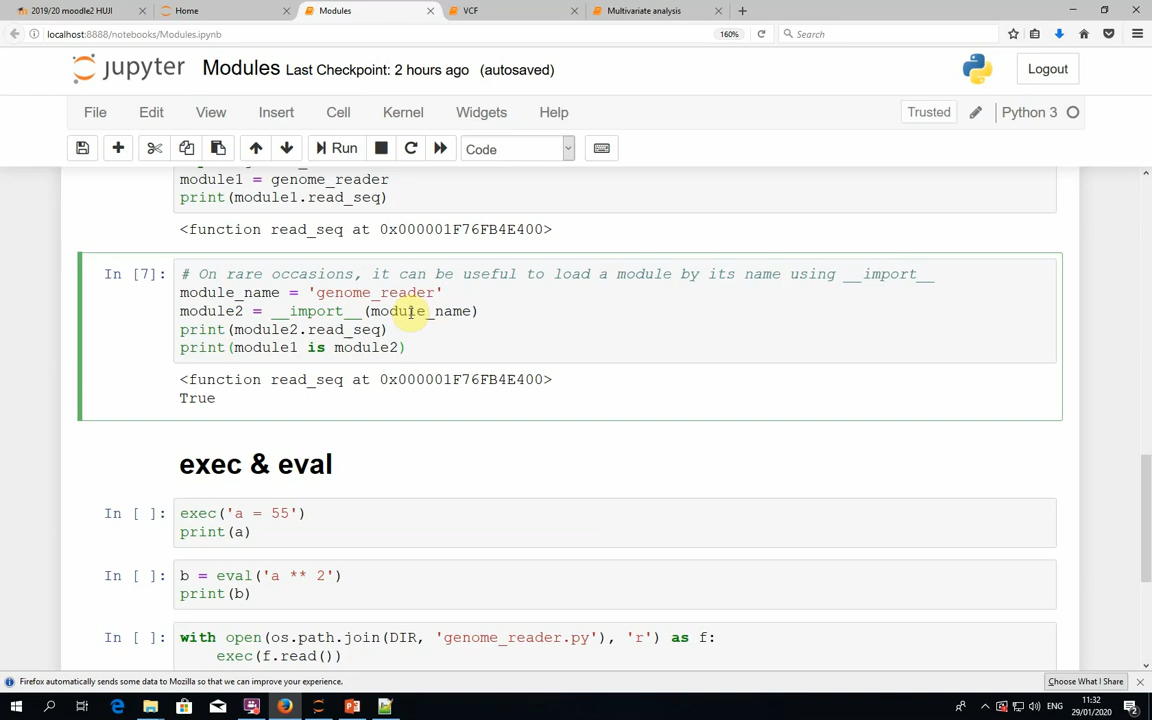 2019/20 moodle2 HUJI
Home
Modules
VCF
Multivariate analysis
localhost:8888/notebooks/Modules.ipynb
160%
Search
jupyter
Modules Last Checkpoint: 2 hours ago (autosaved)
Logout
File Edit View Insert Cell Kernel Widgets Help
Trusted
Python 3
Run
Code
module1 = genome_reader
print(module1.read_seq)
<function read_seq at 0x000001F76FB4E400>
In [7]:
# On rare occasions, it can be useful to load a module by its name using __import__
module_name = 'genome_reader'
module2 = __import__(module_name)
print(module2.read_seq)
print(module1 is module2)
<function read_seq at 0x000001F76FB4E400>
True
exec & eval
In [ ]:
exec('a = 55')
print(a)
In [ ]:
b = eval('a ** 2')
print(b)
In [ ]:
with open(os.path.join(DIR, 'genome_reader.py'), 'r') as f:
exec(f.read())
Firefox automatically sends some data to Mozilla so that we can improve your experience.
Choose What I Share
ENG
11:32
29/01/2020
2